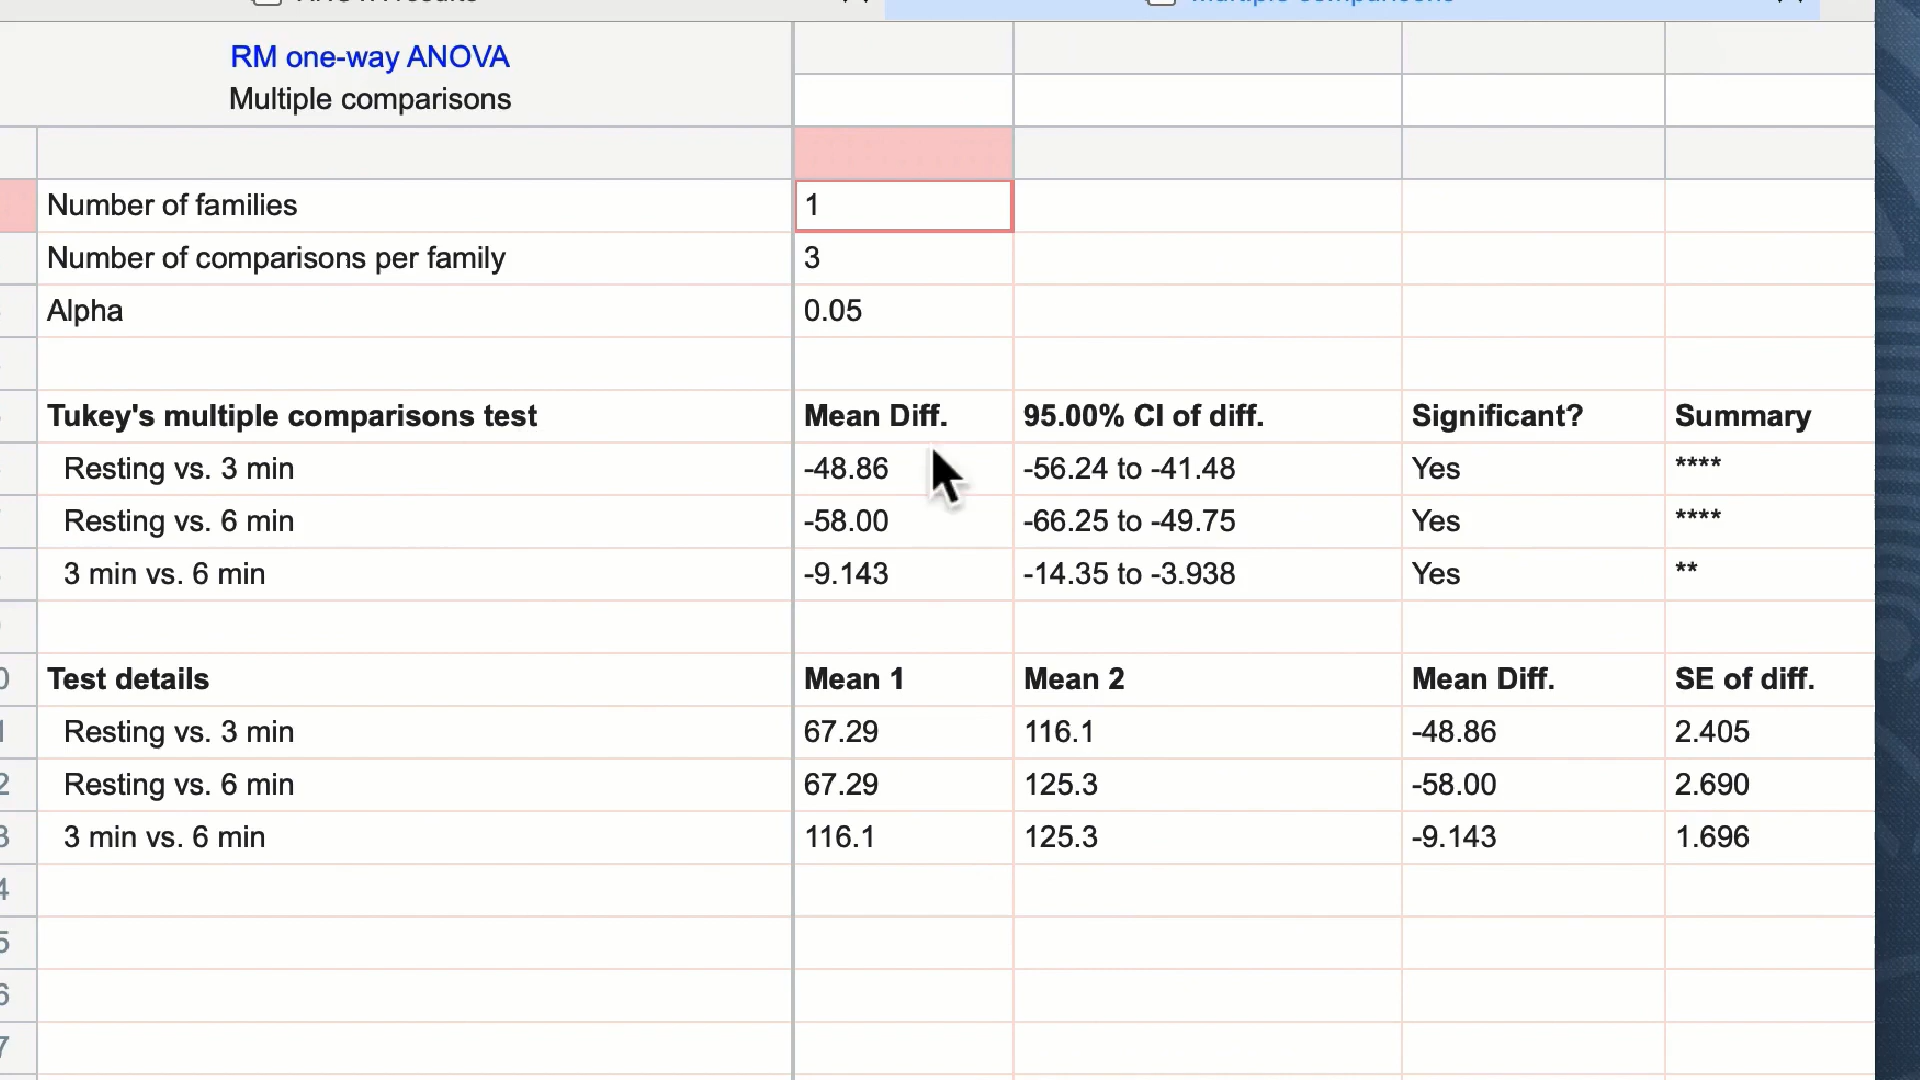 RM one-way ANOVA
Multiple comparisons
Number of families 1
Number of comparisons per family 3
Alpha 0.05
Tukey's multiple comparisons test Mean Diff. 95.00% CI of diff. Significant? Summary
Resting vs. 3 min -48.86 -56.24 to -41.48 Yes ****
Resting vs. 6 min -58.00 -66.25 to -49.75 Yes ****
3 min vs. 6 min -9.143 -14.35 to -3.938 Yes **
Test details Mean 1 Mean 2 Mean Diff. SE of diff.
Resting vs. 3 min 67.29 116.1 -48.86 2.405
Resting vs. 6 min 67.29 125.3 -58.00 2.690
3 min vs. 6 min 116.1 125.3 -9.143 1.696